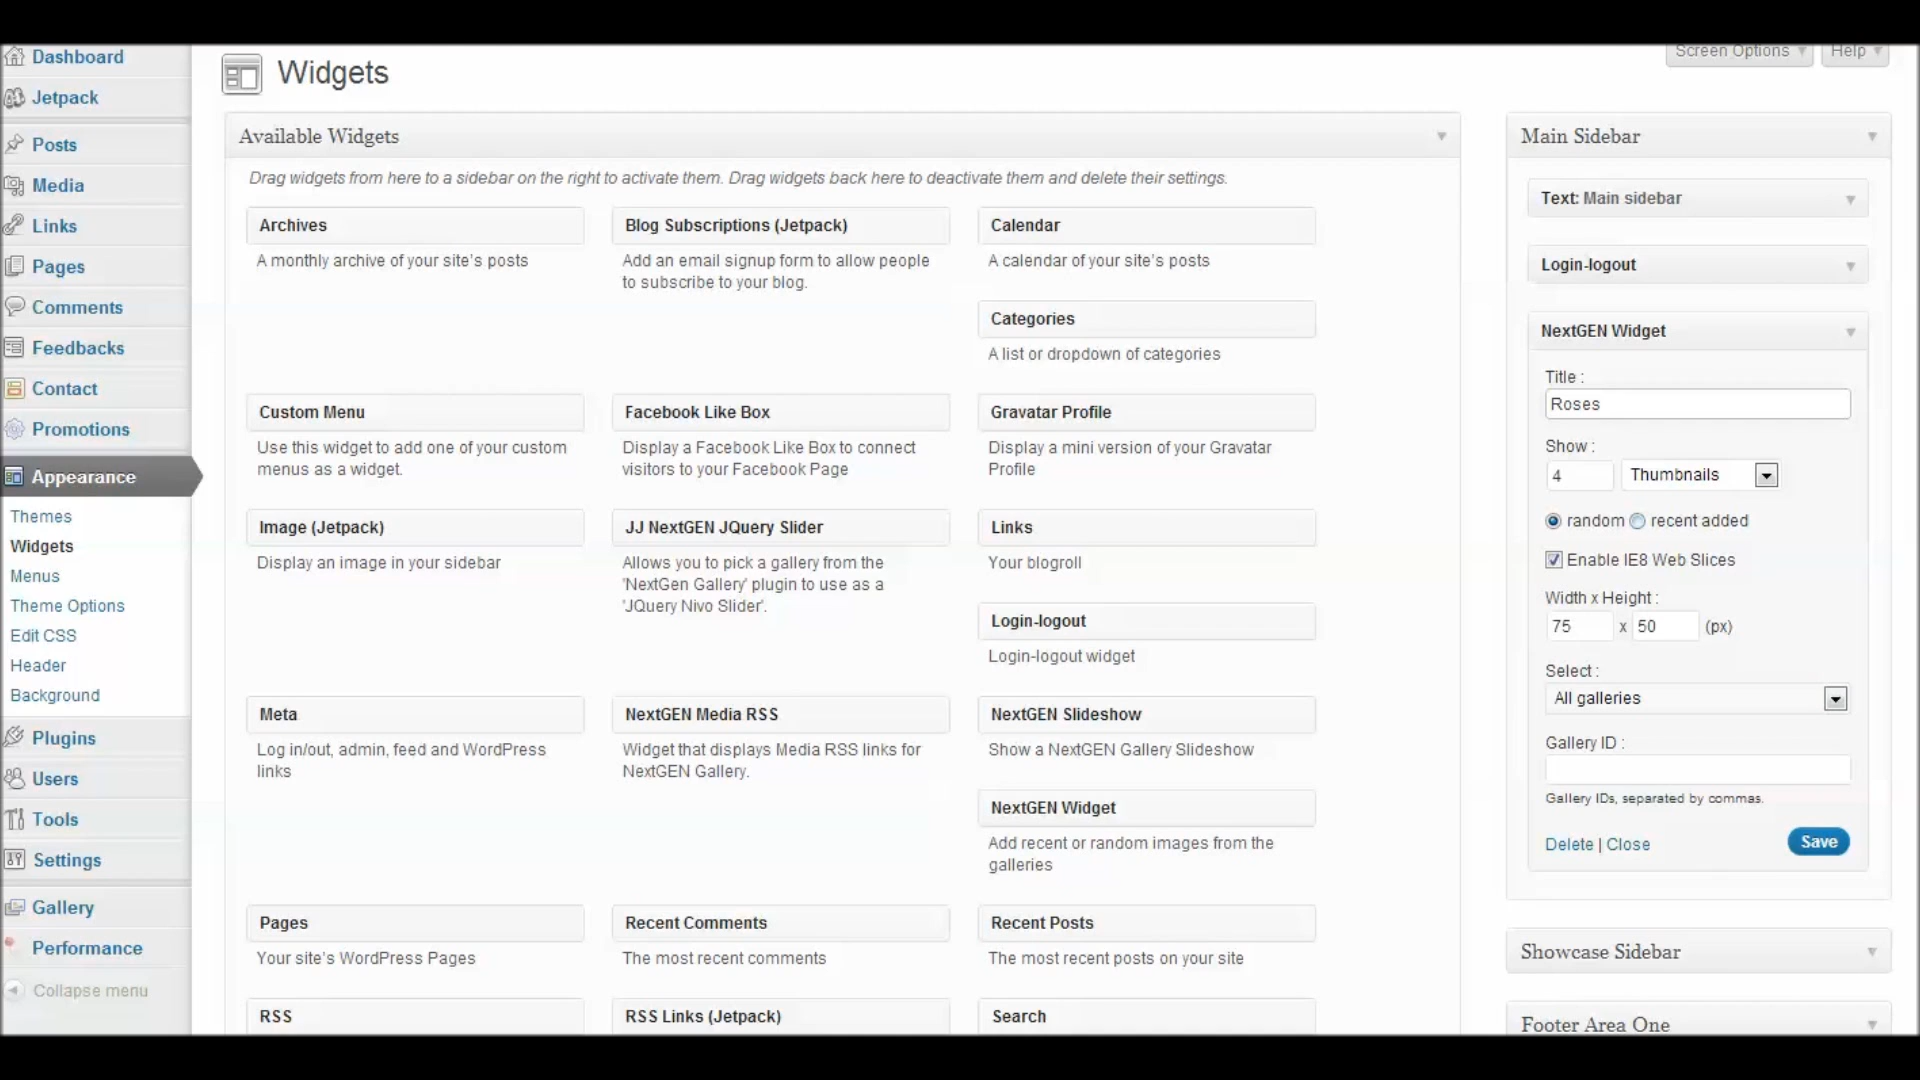 Dashboard
Jetpack
Posts
Media
Links
Pages
Comments
Feedbacks
Contact
Promotions
Appearance
Themes
Widgets
Menus
Theme Options
Edit CSS
Header
Background
Plugins
Users
Tools
Settings
Gallery
Performance
Collapse menu
Screen Options
Help
Widgets
Available Widgets
Drag widgets from here to a sidebar on the right to activate them. Drag widgets back here to deactivate them and delete their settings.
Archives
A monthly archive of your site's posts
Blog Subscriptions (Jetpack)
Add an email signup form to allow people
to subscribe to your blog.
Calendar
A calendar of your site's posts
Categories
A list or dropdown of categories
Custom Menu
Use this widget to add one of your custom
menus as a widget.
Facebook Like Box
Display a Facebook Like Box to connect
visitors to your Facebook Page
Gravatar Profile
Display a mini version of your Gravatar
Profile
Image (Jetpack)
Display an image in your sidebar
JJ NextGEN JQuery Slider
Allows you to pick a gallery from the
'NextGen Gallery' plugin to use as a
'JQuery Nivo Slider'.
Links
Your blogroll
Login-logout
Login-logout widget
Meta
Log in/out, admin, feed and WordPress
links
NextGEN Media RSS
Widget that displays Media RSS links for
NextGEN Gallery.
NextGEN Slideshow
Show a NextGEN Gallery Slideshow
NextGEN Widget
Add recent or random images from the
galleries
Pages
Your site's WordPress Pages
Recent Comments
The most recent comments
Recent Posts
The most recent posts on your site
RSS
RSS Links (Jetpack)
Search
Main Sidebar
Text: Main sidebar
Login-logout
NextGEN Widget
Title :
Roses
Show :
4 Thumbnails
random recent added
Enable IE8 Web Slices
Width x Height :
75 x 50 (px)
Select :
All galleries
Gallery ID :
Gallery IDs, separated by commas.
Delete | Close
Save
Showcase Sidebar
Footer Area One